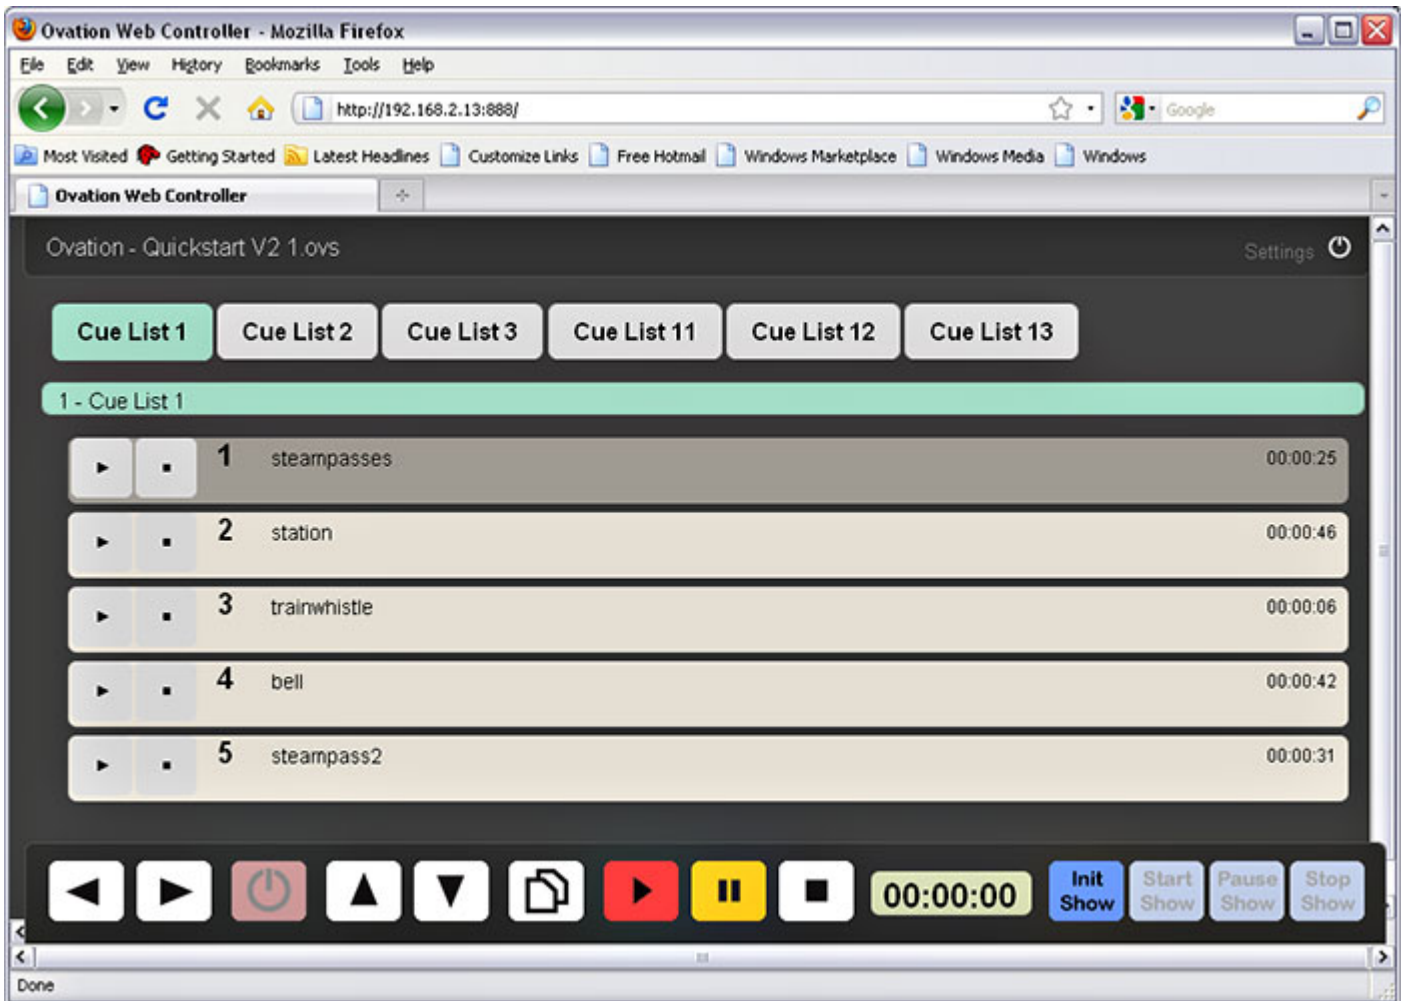 Ovation Web Controller - Mozilla Firefox
File Edit View History Bookmarks Tools Help
http://192.168.2.13:888/ Google
Most Visited Getting Started Latest Headlines Customize Links Free Hotmail Windows Marketplace Windows Media Windows
Ovation Web Controller
Ovation - Quickstart V2 1.ovs Settings
Cue List 1 Cue List 2 Cue List 3 Cue List 11 Cue List 12 Cue List 13
1 - Cue List 1
1 steampasses 00:00:25
2 station 00:00:46
3 trainwhistle 00:00:06
4 bell 00:00:42
5 steampass2 00:00:31
00:00:00 Init Show Start Show Pause Show Stop Show
Done